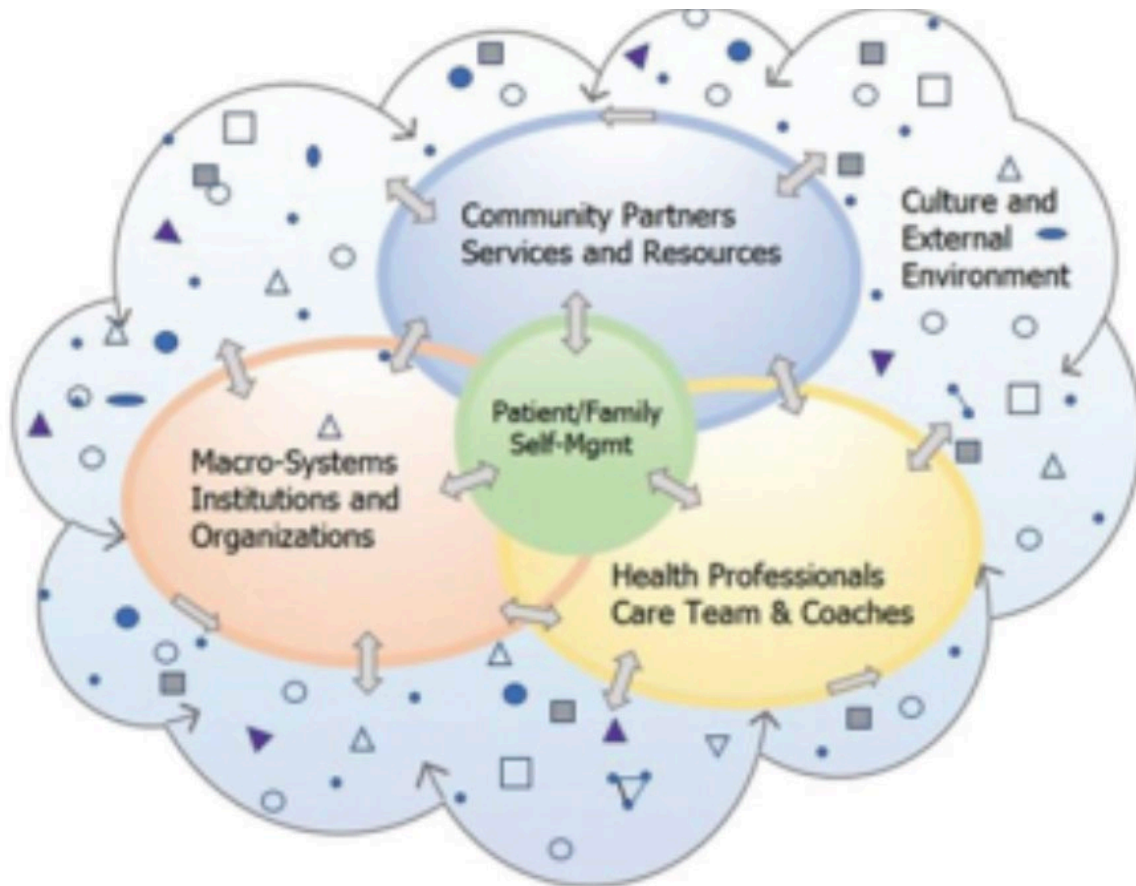 Community Partners
Services and Resources
Culture and
External
Environment
Patient/Family
Self-Mgmt
Macro-Systems
Institutions and
Organizations
Health Professionals
Care Team & Coaches